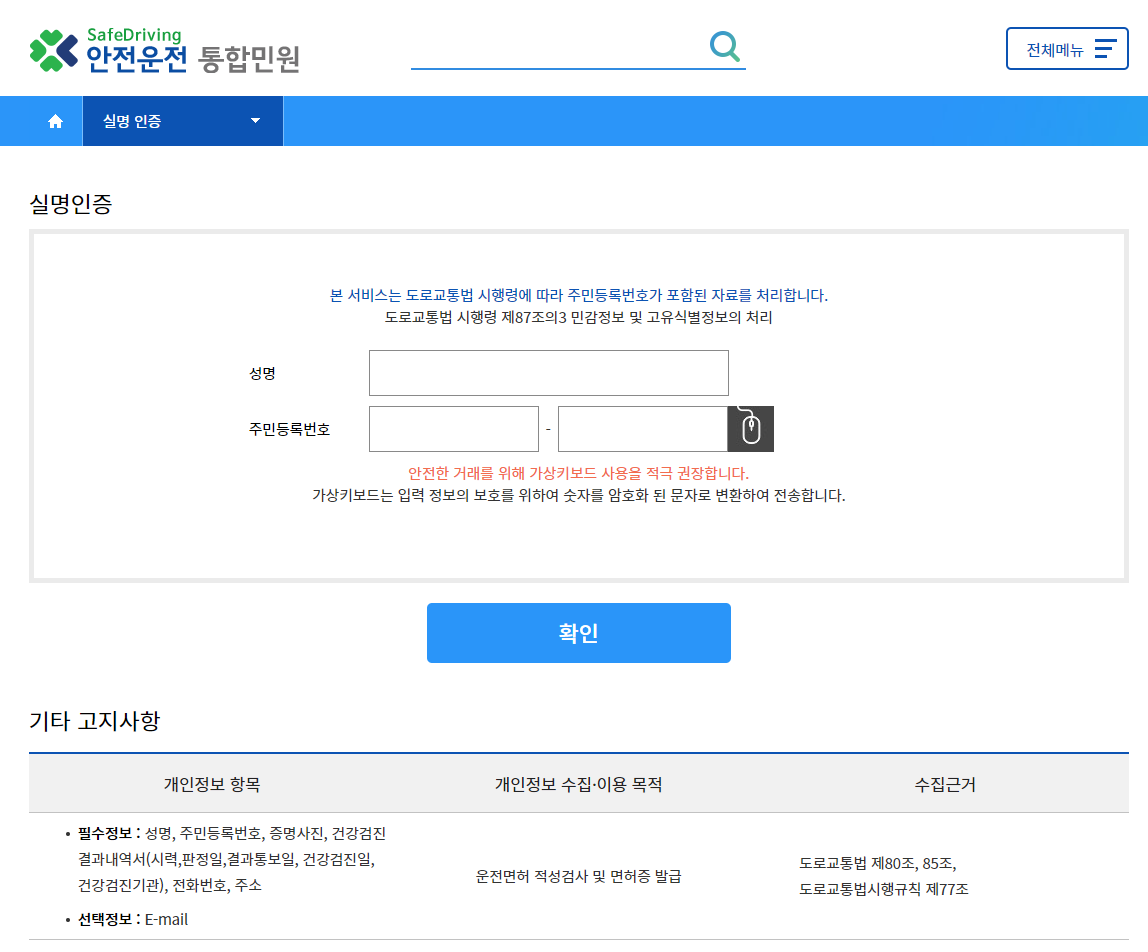 SafeDriving
안전운전 통합민원
전체메뉴
실명 인증
실명인증
본 서비스는 도로교통법 시행령에 따라 주민등록번호가 포함된 자료를 처리합니다.
도로교통법 시행령 제87조의3 민감정보 및 고유식별정보의 처리
성명
주민등록번호 -
안전한 거래를 위해 가상키보드 사용을 적극 권장합니다.
가상키보드는 입력 정보의 보호를 위하여 숫자를 암호화 된 문자로 변환하여 전송합니다.
확인
기타 고지사항
개인정보 항목 개인정보 수집·이용 목적 수집근거
• 필수정보 : 성명, 주민등록번호, 증명사진, 건강검진
결과내역서(시력,판정일,결과통보일, 건강검진일,
건강검진기관), 전화번호, 주소
• 선택정보 : E-mail
운전면허 적성검사 및 면허증 발급
도로교통법 제80조, 85조,
도로교통법시행규칙 제77조